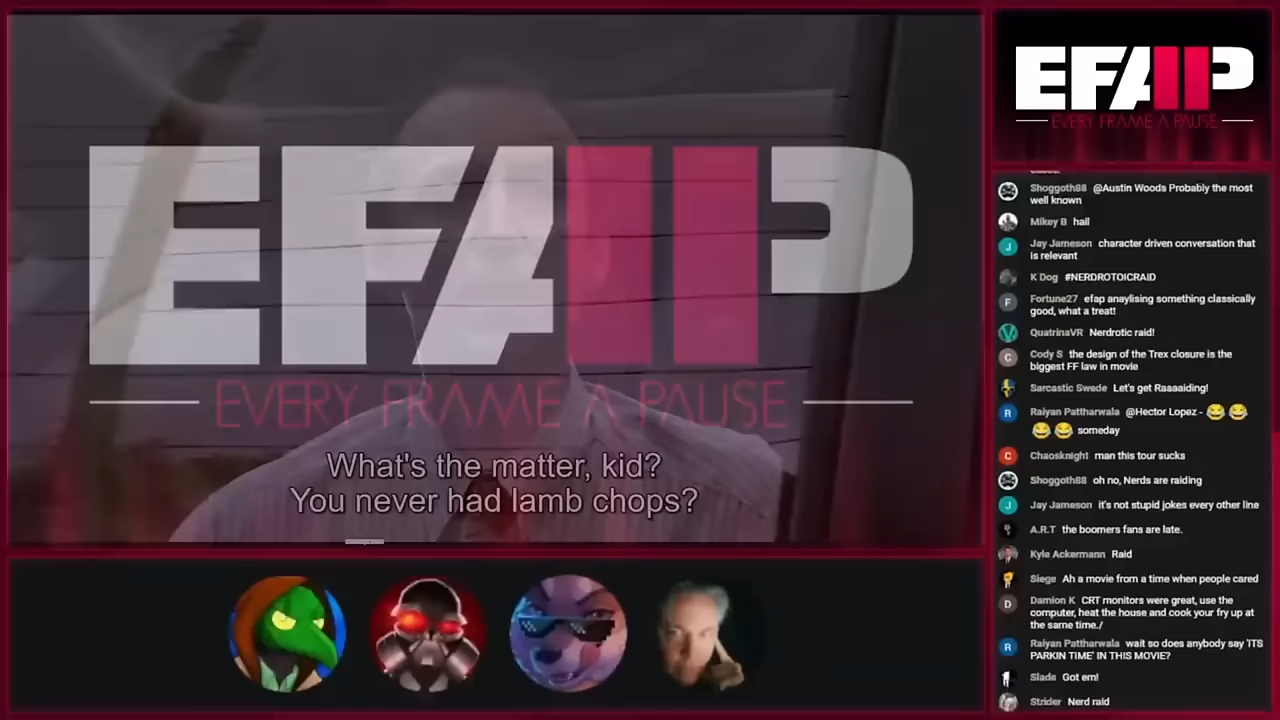 EFAP
EVERY FRAME A PAUSE
What's the matter, kid?
You never had lamb chops?
EFAP
EVERY FRAME A PAUSE
Shoggoth88 @Austin Woods Probably the most
well known
Mikey B hail
Jay Jameson character driven conversation that
is relevant
K Dog #NERDROTOICRAID
Fortune27 efap anaylising something classically
good, what a treat!
QuatrinaVR Nerdrotic raid!
Cody S the design of the Trex closure is the
biggest FF law in movie
Sarcastic Swede Let's get Raaaaiding!
Raiyan Pattharwala @Hector Lopez - 😂 😂
😂 😂 someday
Chaosknight man this tour sucks
Shoggoth88 oh no, Nerds are raiding
Jay Jameson it's not stupid jokes every other line
A.R.T the boomers fans are late.
Kyle Ackermann Raid
Siege Ah a movie from a time when people cared
Damion K CRT monitors were great, use the
computer, heat the house and cook your fry up at
the same time./
Raiyan Pattharwala wait so does anybody say 'ITS
PARKIN TIME' IN THIS MOVIE?
Slada Got em!
Strider Nerd raid